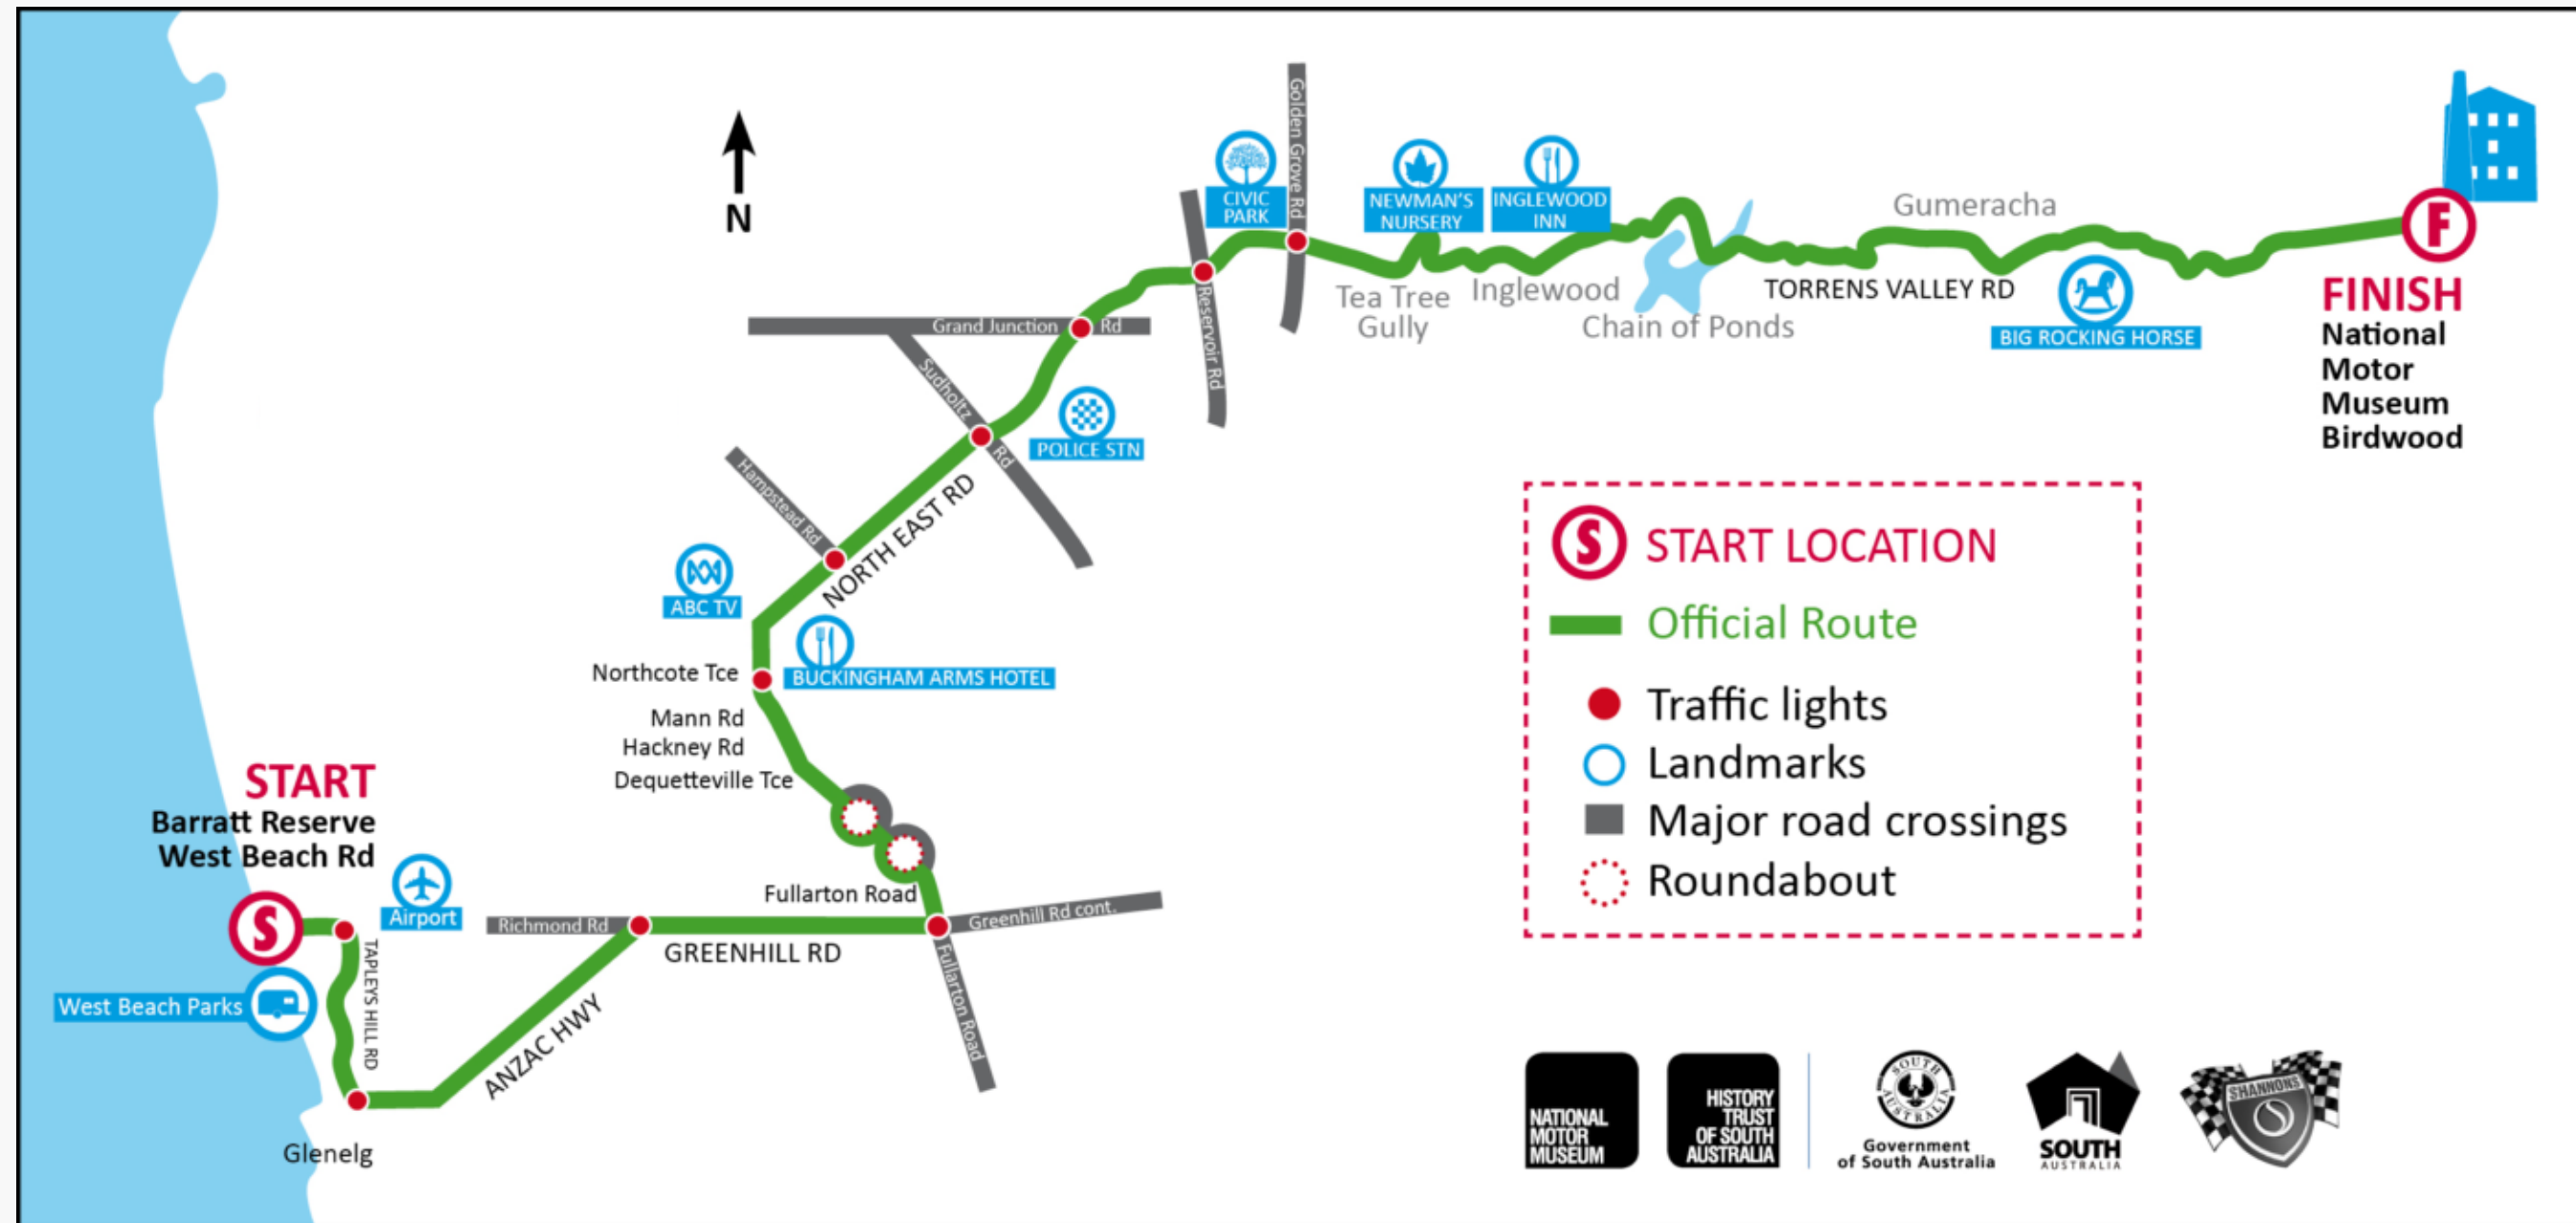 N
CIVIC
PARK
Golden Grove Rd
NEWMAN'S
NURSERY
INGLEWOOD
INN
Gumeracha
F
FINISH
National
Motor
Museum
Birdwood
Tea Tree
Gully
Inglewood
Chain of Ponds
TORRENS VALLEY RD
BIG ROCKING HORSE
Reservoir Rd
Grand Junction Rd
Sudholtz Rd
POLICE STN
Hampstead Rd
NORTH EAST RD
ABC TV
Northcote Tce
BUCKINGHAM ARMS HOTEL
Mann Rd
Hackney Rd
Dequetteville Tce
START
Barratt Reserve
West Beach Rd
S
Airport
West Beach Parks
TAPLEYS HILL RD
Glenelg
ANZAC HWY
Richmond Rd
GREENHILL RD
Fullarton Road
Greenhill Rd cont.
Fullarton Road
S START LOCATION
Official Route
Traffic lights
Landmarks
Major road crossings
Roundabout
NATIONAL
MOTOR
MUSEUM
HISTORY
TRUST
OF SOUTH
AUSTRALIA
SOUTH
AUSTRALIA
Government
of South Australia
SOUTH
AUSTRALIA
SHANNONS
S